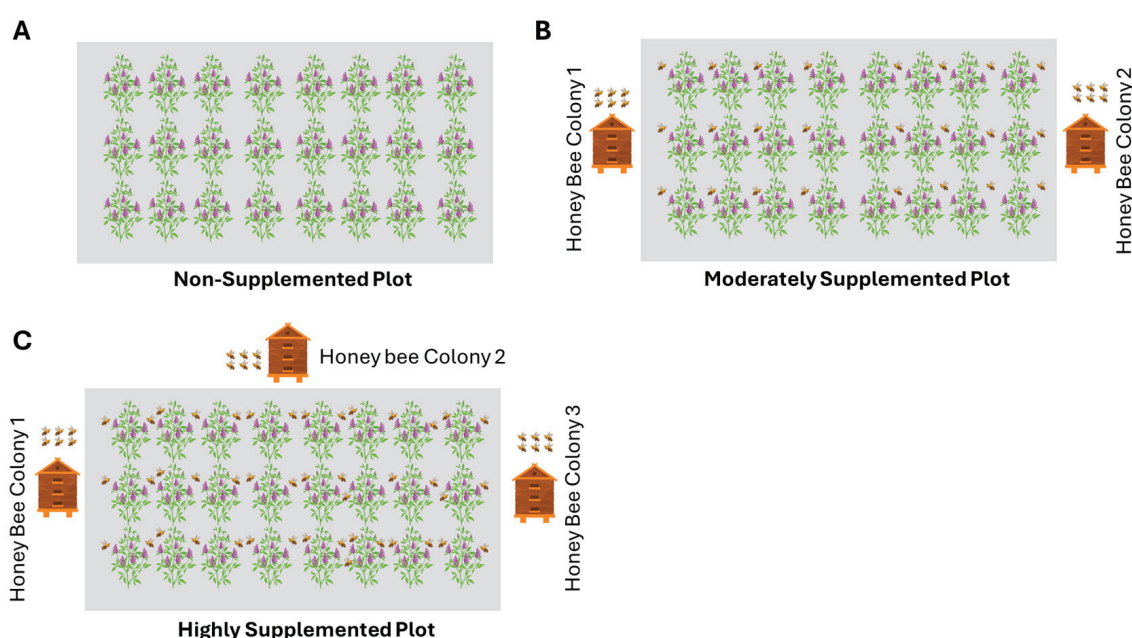 A
Non-Supplemented Plot
B
Honey Bee Colony 1
Honey Bee Colony 2
Moderately Supplemented Plot
C
Honey bee Colony 2
Honey Bee Colony 1
Honey Bee Colony 3
Highly Supplemented Plot